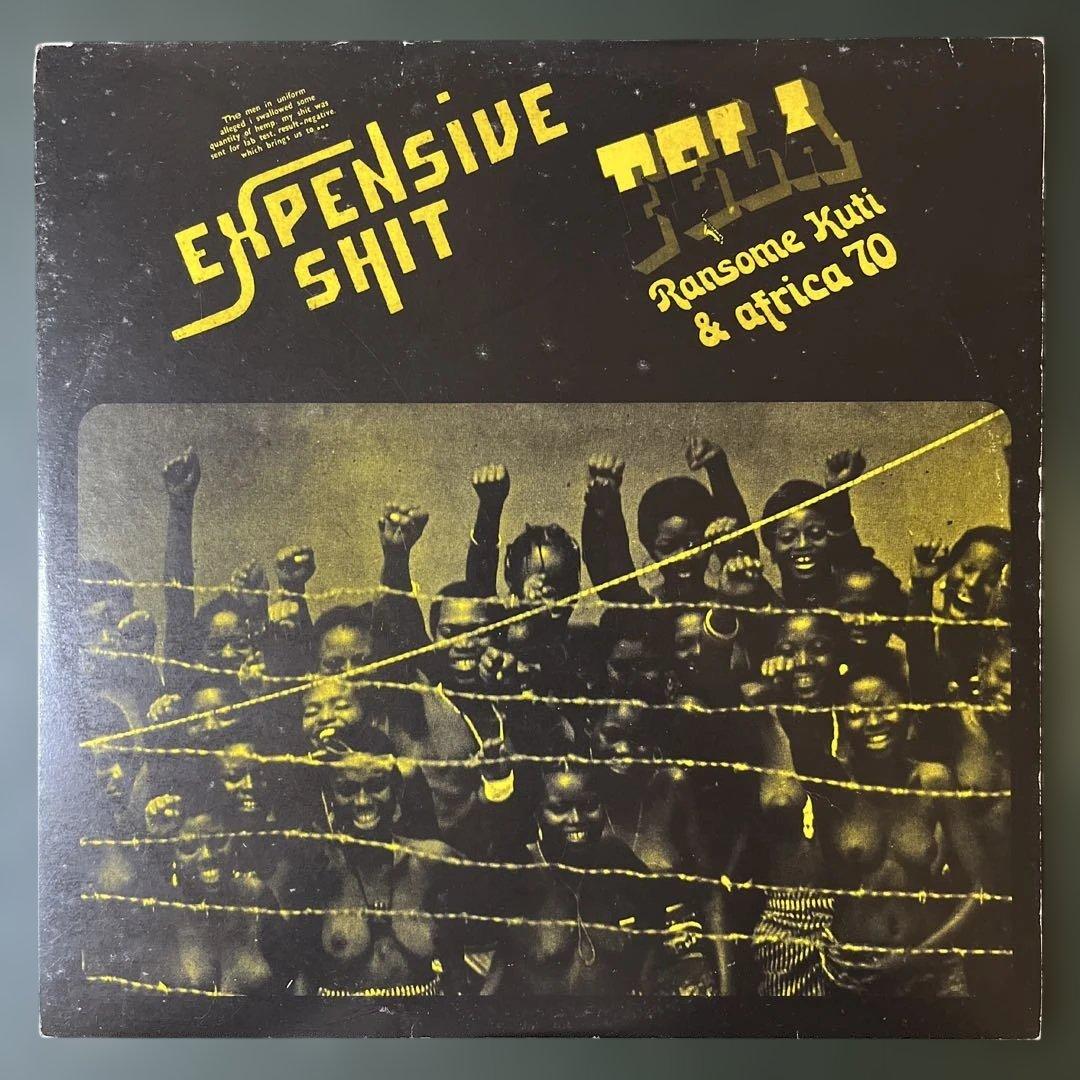 The men in uniform
alleged i swallowed some
quantity of hemp. my shit was
sent for lab test. result-negative.
which brings us to ...
EXPENSiVE
SHIT
FELA
Ransome Kuti
& africa 70